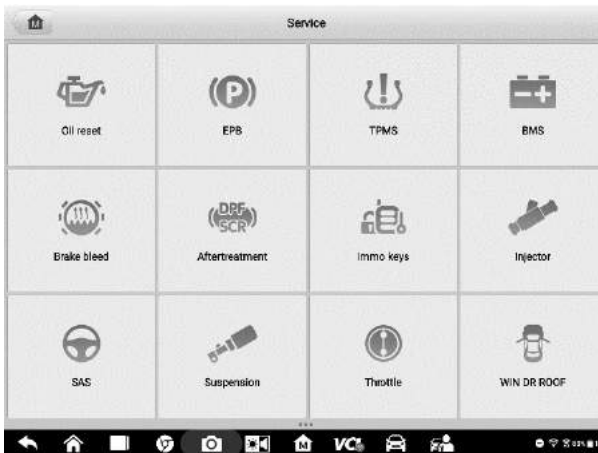 Service
Oil reset
EPB
TPMS
BMS
Brake bleed
DPF
SCR
Aftertreatment
Immo keys
Injector
SAS
Suspension
Throttle
WIN DR ROOF
VC